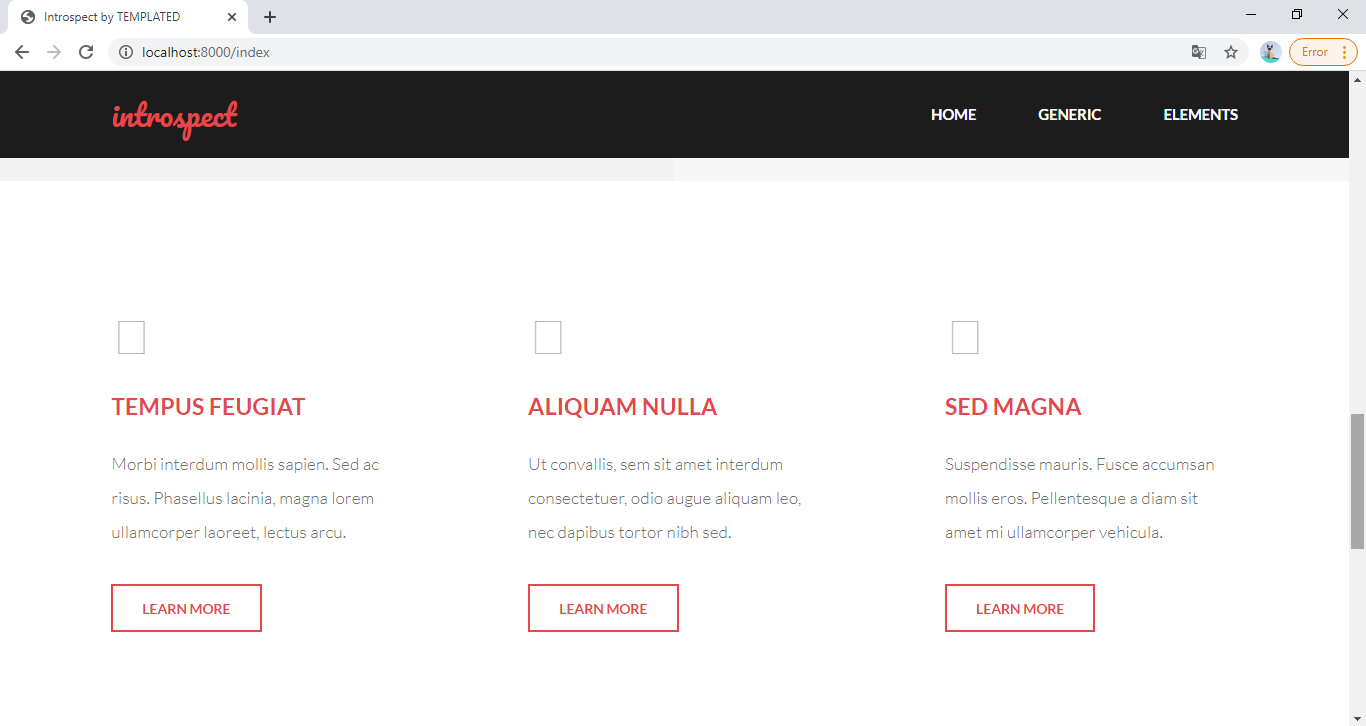 Introspect by TEMPLATED
localhost:8000/index
Error
introspect
HOME
GENERIC
ELEMENTS
TEMPUS FEUGIAT
Morbi interdum mollis sapien. Sed ac
risus. Phasellus lacinia, magna lorem
ullamcorper laoreet, lectus arcu.
LEARN MORE
ALIQUAM NULLA
Ut convallis, sem sit amet interdum
consectetuer, odio augue aliquam leo,
nec dapibus tortor nibh sed.
LEARN MORE
SED MAGNA
Suspendisse mauris. Fusce accumsan
mollis eros. Pellentesque a diam sit
amet mi ullamcorper vehicula.
LEARN MORE